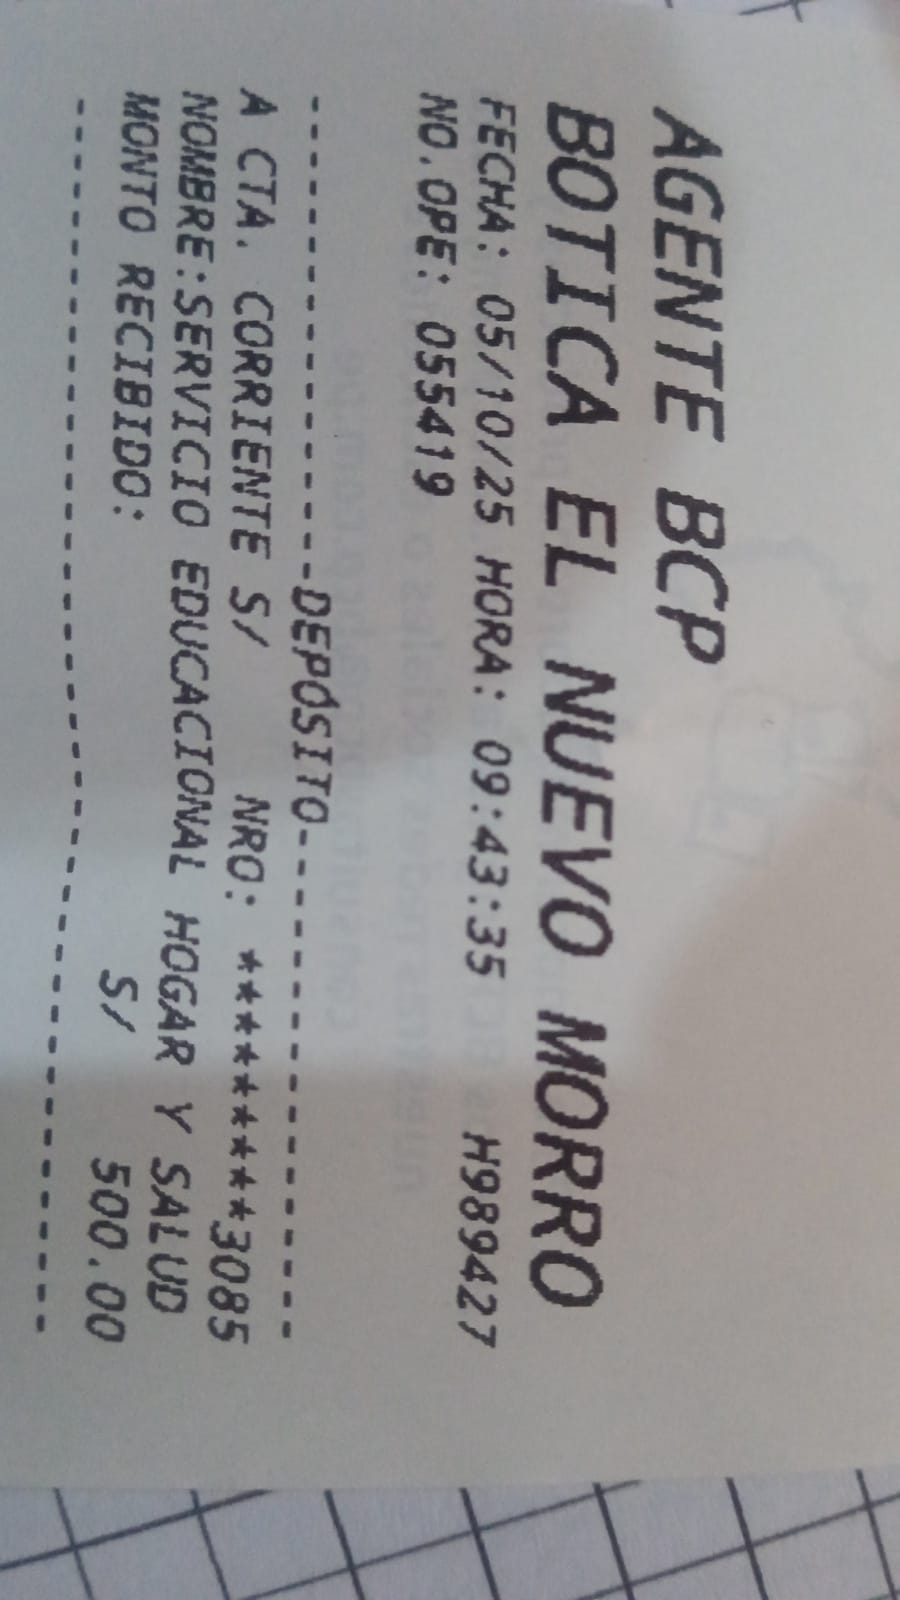 AGENTE BCP
BOTICA EL NUEVO MORRO
FECHA: 05/10/25 HORA: 09:43:35 H989427
NO.OPE: 055419
---------------DEPÓSITO----------------
A CTA. CORRIENTE S/ NRO: *********3085
NOMBRE:SERVICIO EDUCACIONAL HOGAR Y SALUD
MONTO RECIBIDO: S/ 500.00